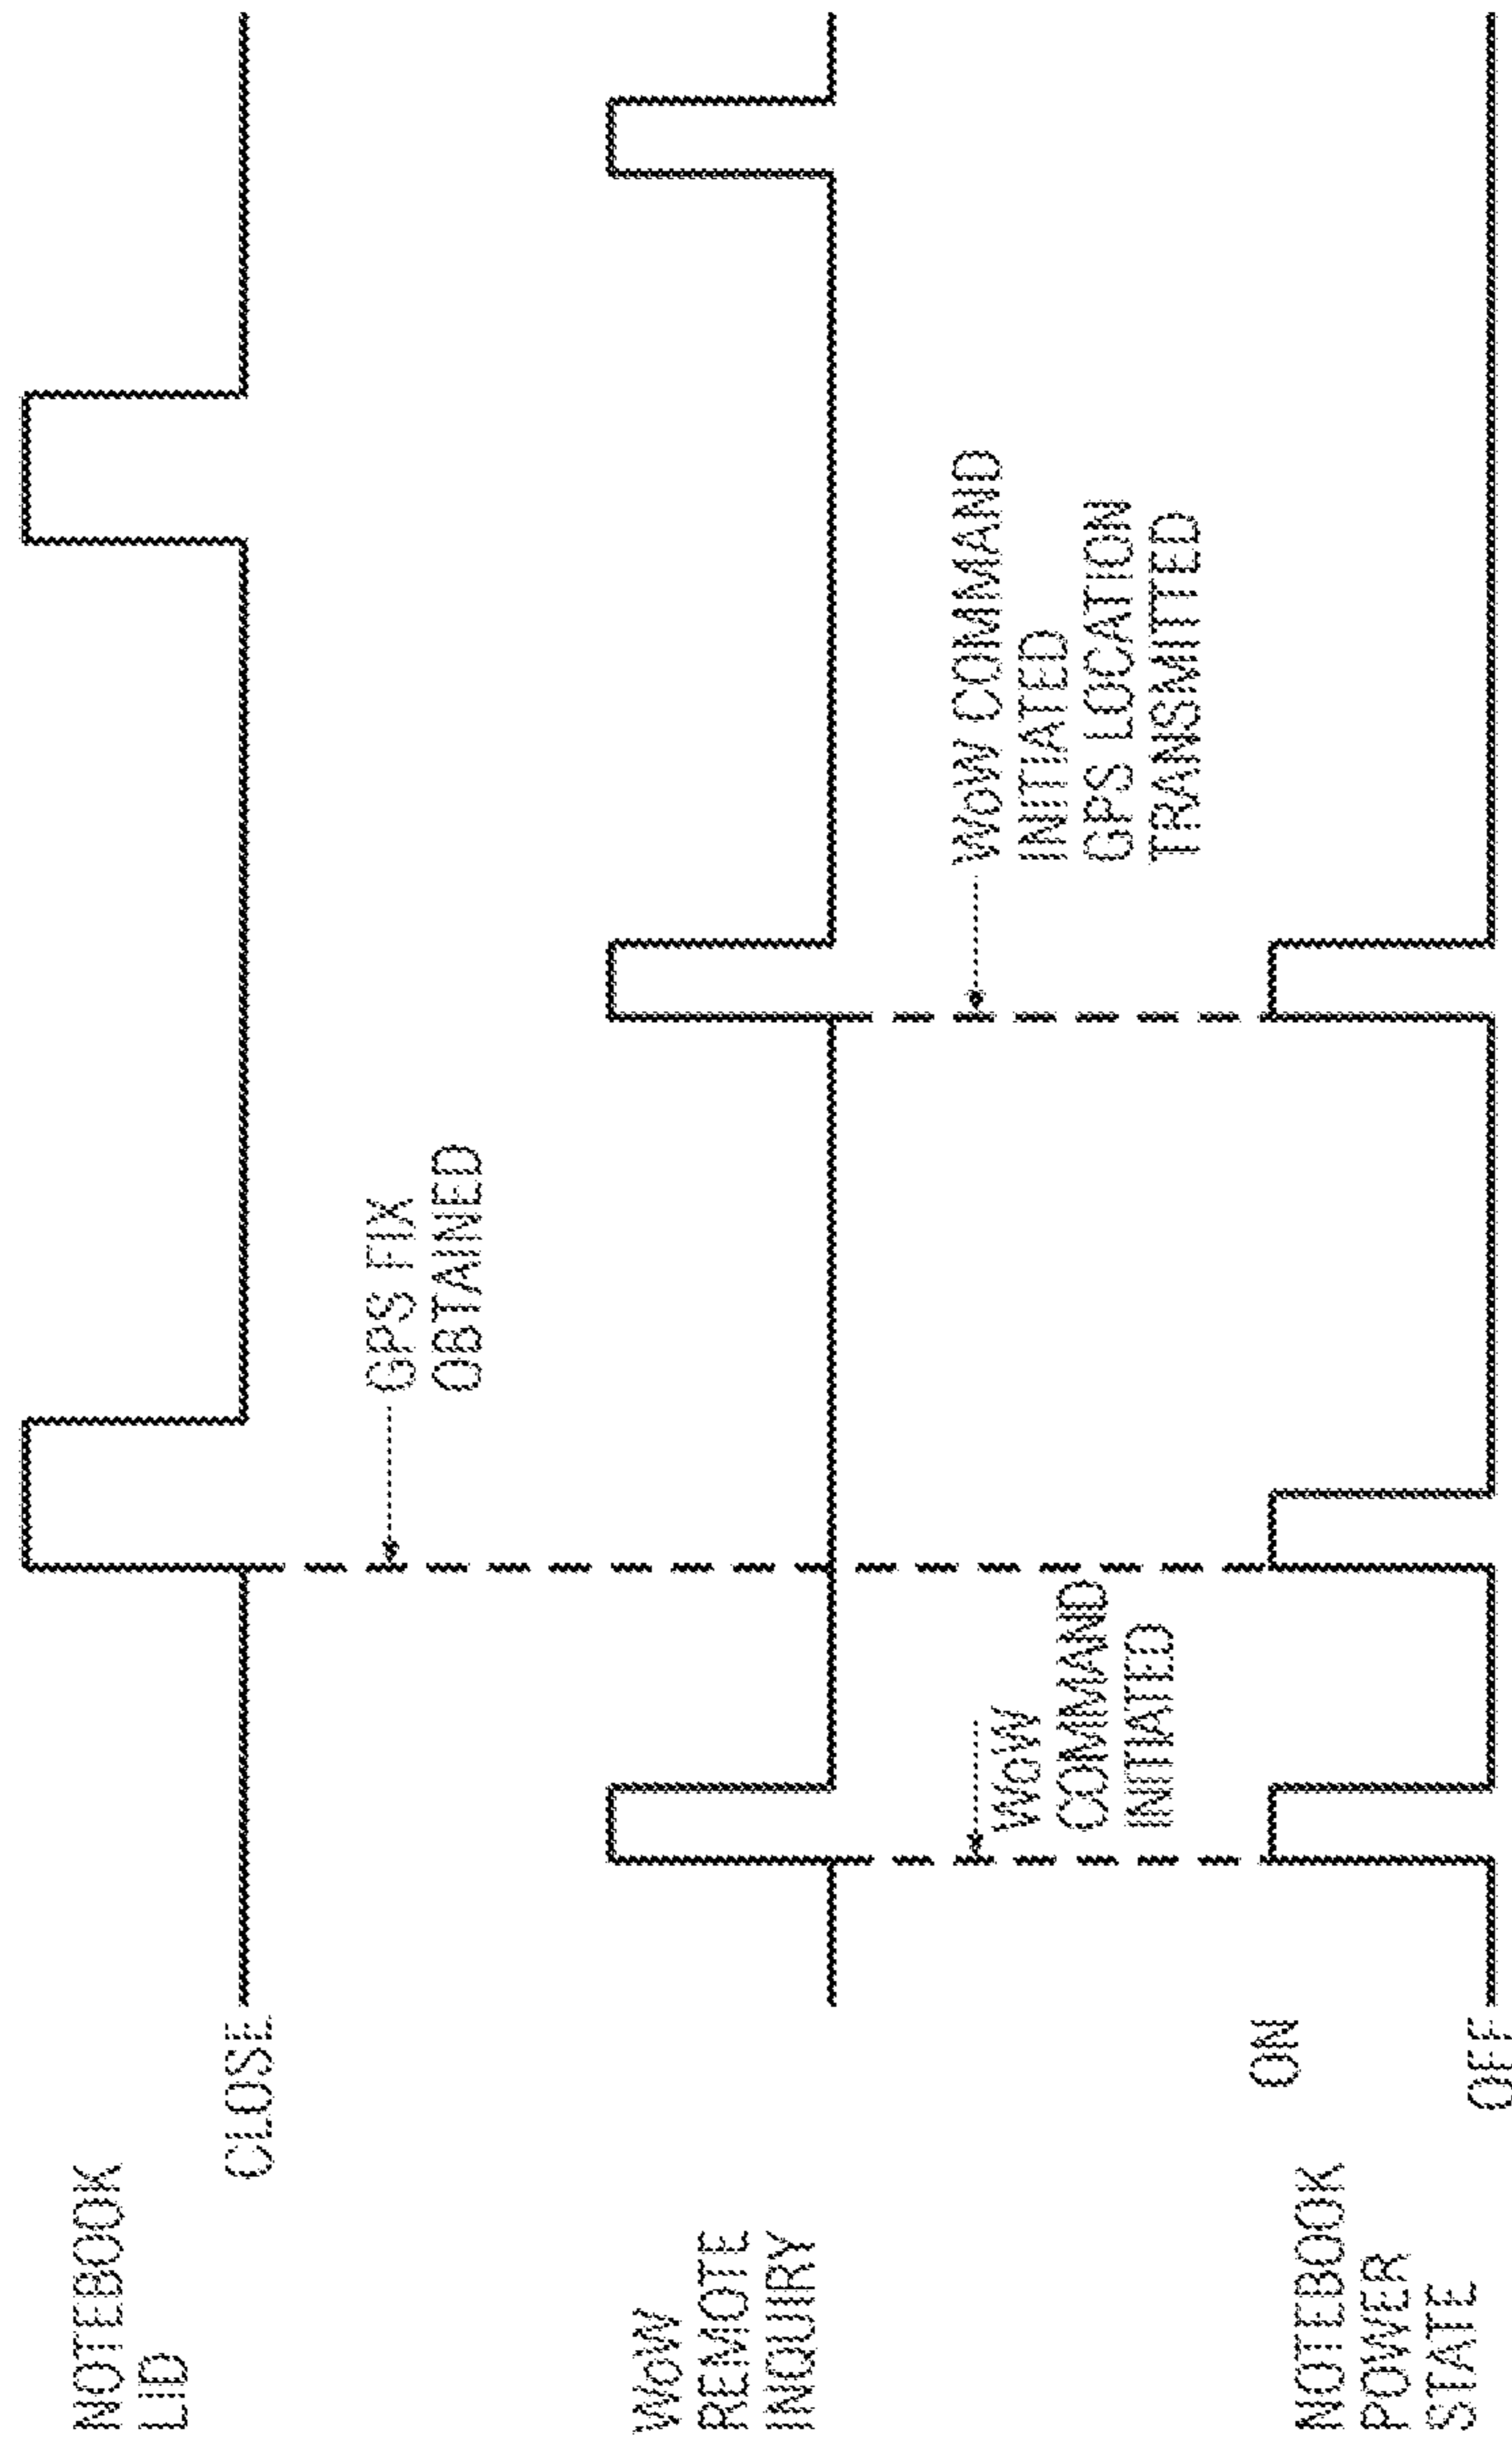 NOTEBOOK
LID
CLOSE
GPS FIX
OBTAINED
WoW
REMOTE
INQUIRY
WoW
COMMAND
INITIATED
WoW COMMAND
INITIATED
GPS LOCATION
TRANSMITTED
NOTEBOOK
POWER
STATE
ON
OFF